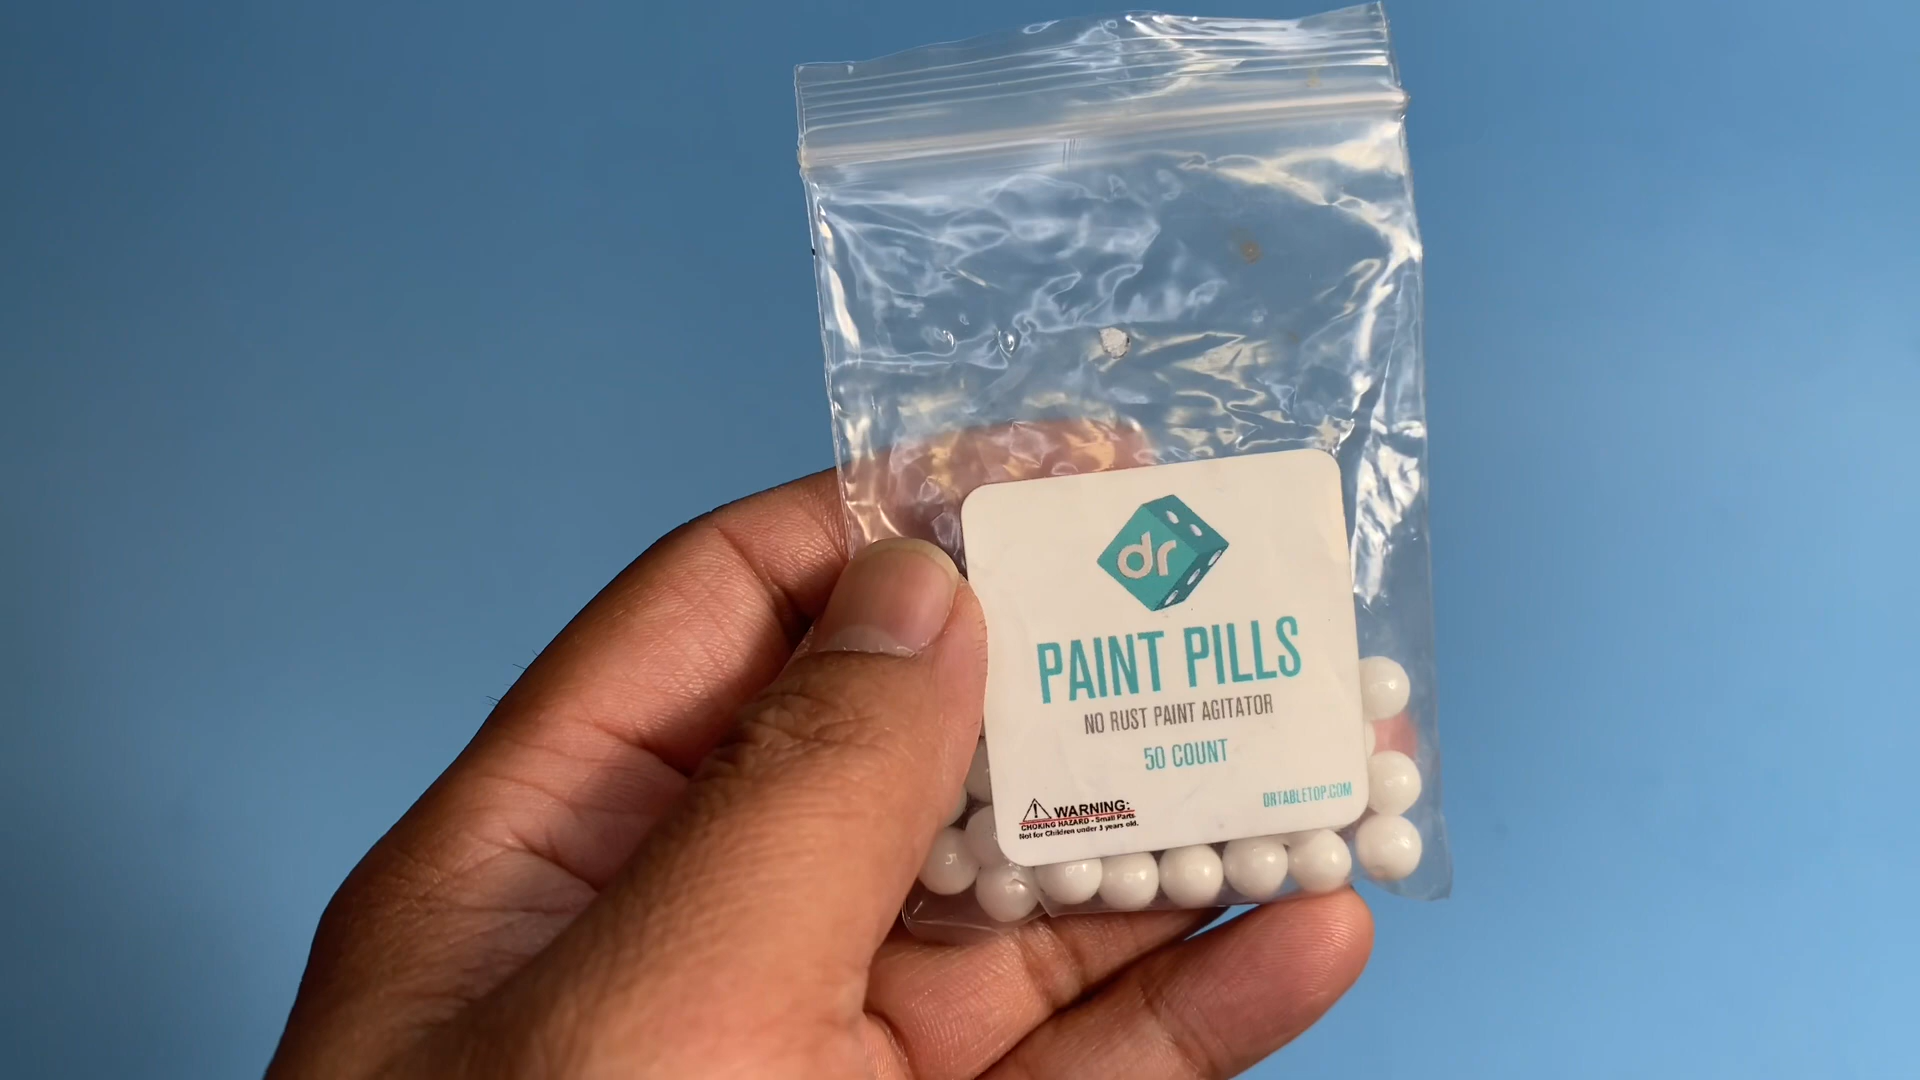 dr
PAINT PILLS
NO RUST PAINT AGITATOR
50 COUNT
WARNING:
CHOKING HAZARD - Small Parts.
Not for Children under 3 years old.
DRTABLETOP.COM